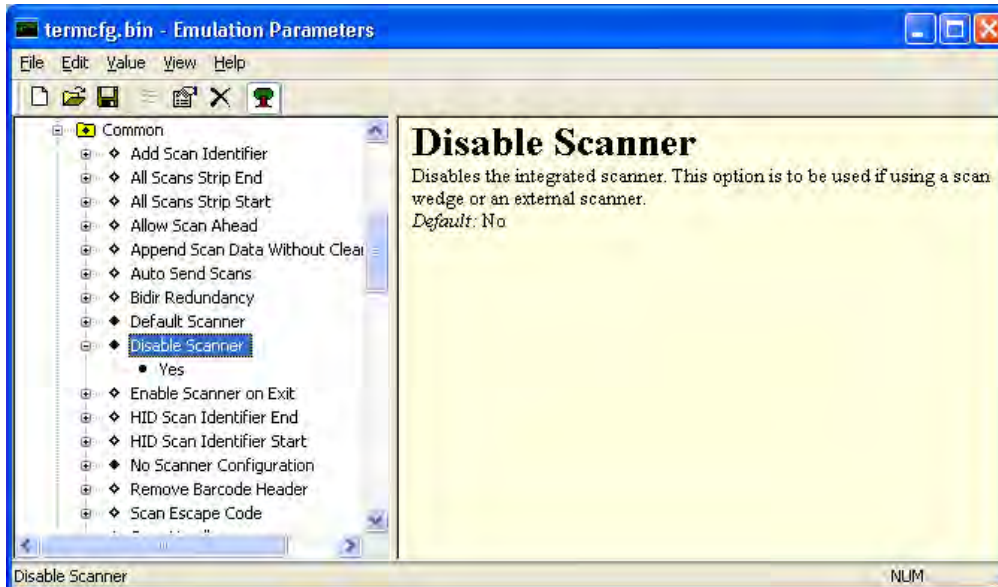 termcfg.bin - Emulation Parameters
File Edit Value View Help
Common
Add Scan Identifier
All Scans Strip End
All Scans Strip Start
Allow Scan Ahead
Append Scan Data Without Clear
Auto Send Scans
Bidir Redundancy
Default Scanner
Disable Scanner
Yes
Enable Scanner on Exit
HID Scan Identifier End
HID Scan Identifier Start
No Scanner Configuration
Remove Barcode Header
Scan Escape Code
Disable Scanner
Disables the integrated scanner. This option is to be used if using a scan
wedge or an external scanner.
Default: No
Disable Scanner
NUM